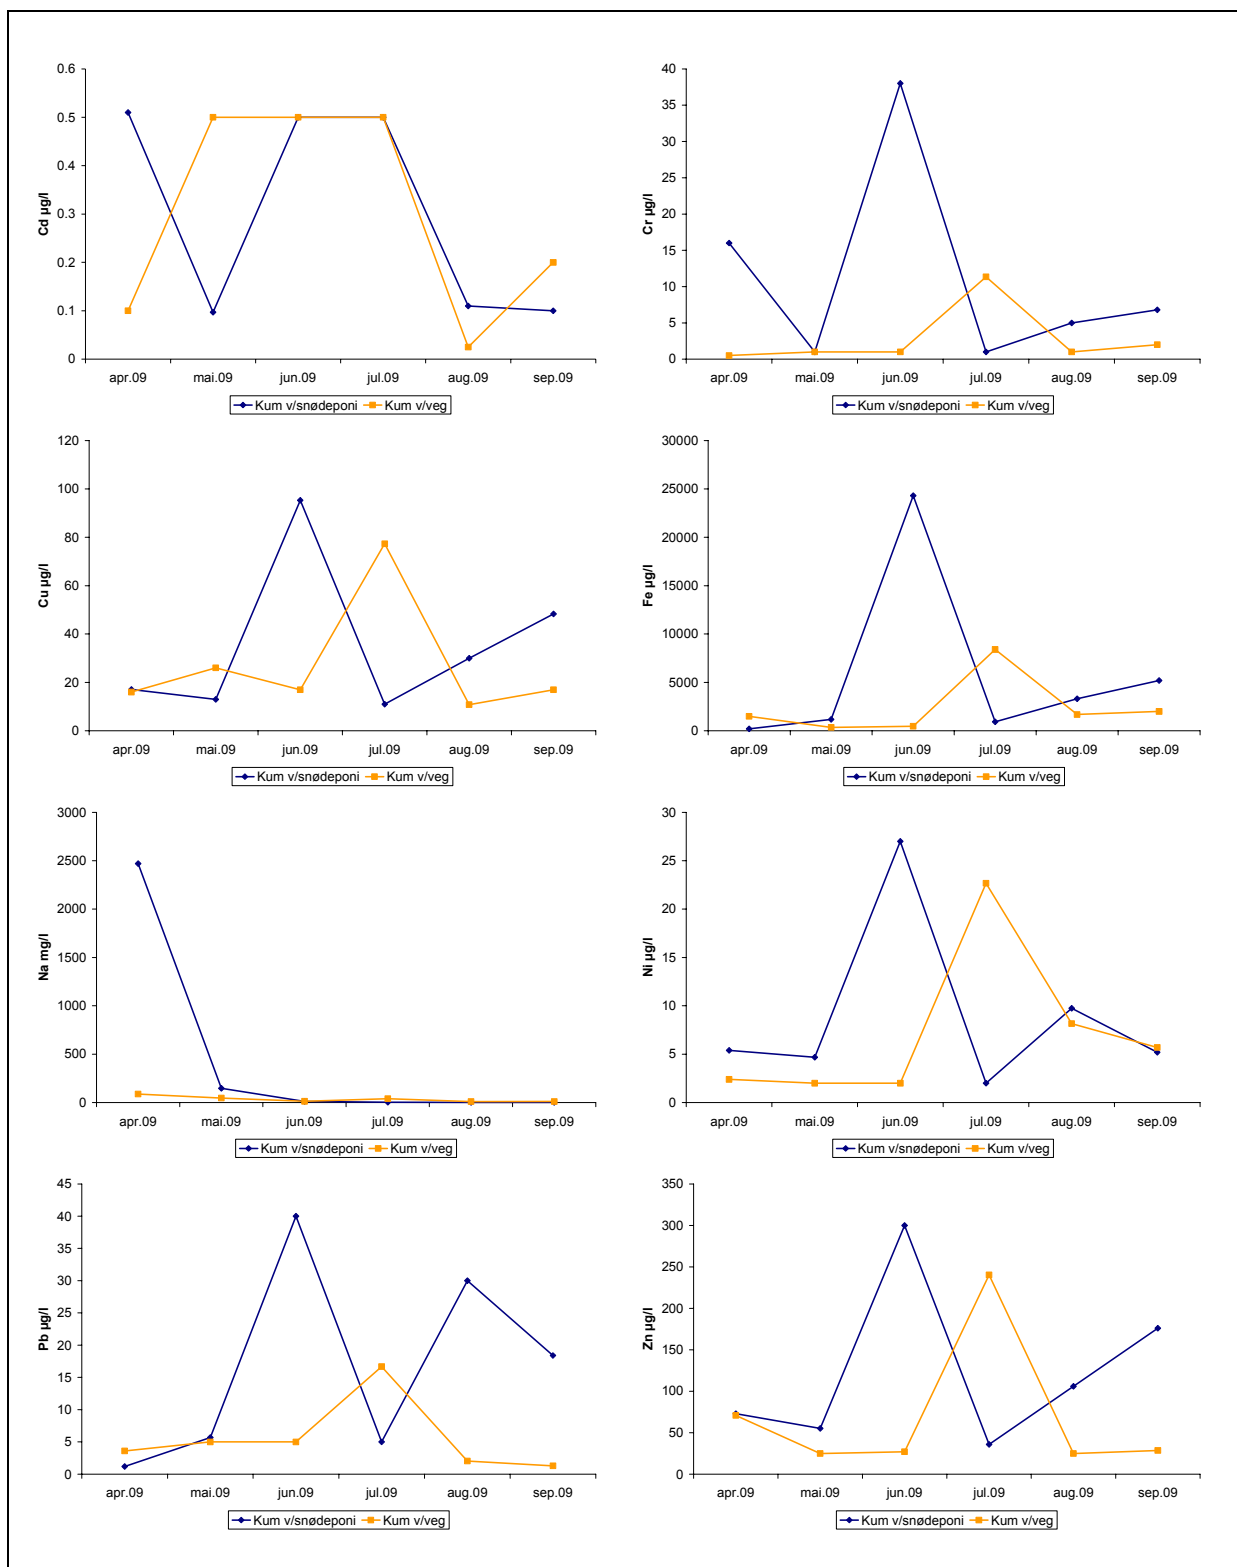 Cd µg/l
0.6
0.5
0.4
0.3
0.2
0.1
0
apr.09 mai.09 jun.09 jul.09 aug.09 sep.09
Kum v/snødeponi Kum v/veg
Cr µg/l
40
35
30
25
20
15
10
5
0
apr.09 mai.09 jun.09 jul.09 aug.09 sep.09
Kum v/snødeponi Kum v/veg
Cu µg/l
120
100
80
60
40
20
0
apr.09 mai.09 jun.09 jul.09 aug.09 sep.09
Kum v/snødeponi Kum v/veg
Fe µg/l
30000
25000
20000
15000
10000
5000
0
apr.09 mai.09 jun.09 jul.09 aug.09 sep.09
Kum v/snødeponi Kum v/veg
Na mg/l
3000
2500
2000
1500
1000
500
0
apr.09 mai.09 jun.09 jul.09 aug.09 sep.09
Kum v/snødeponi Kum v/veg
Ni µg/l
30
25
20
15
10
5
0
apr.09 mai.09 jun.09 jul.09 aug.09 sep.09
Kum v/snødeponi Kum v/veg
Pb µg/l
45
40
35
30
25
20
15
10
5
0
apr.09 mai.09 jun.09 jul.09 aug.09 sep.09
Kum v/snødeponi Kum v/veg
Zn µg/l
350
300
250
200
150
100
50
0
apr.09 mai.09 jun.09 jul.09 aug.09 sep.09
Kum v/snødeponi Kum v/veg